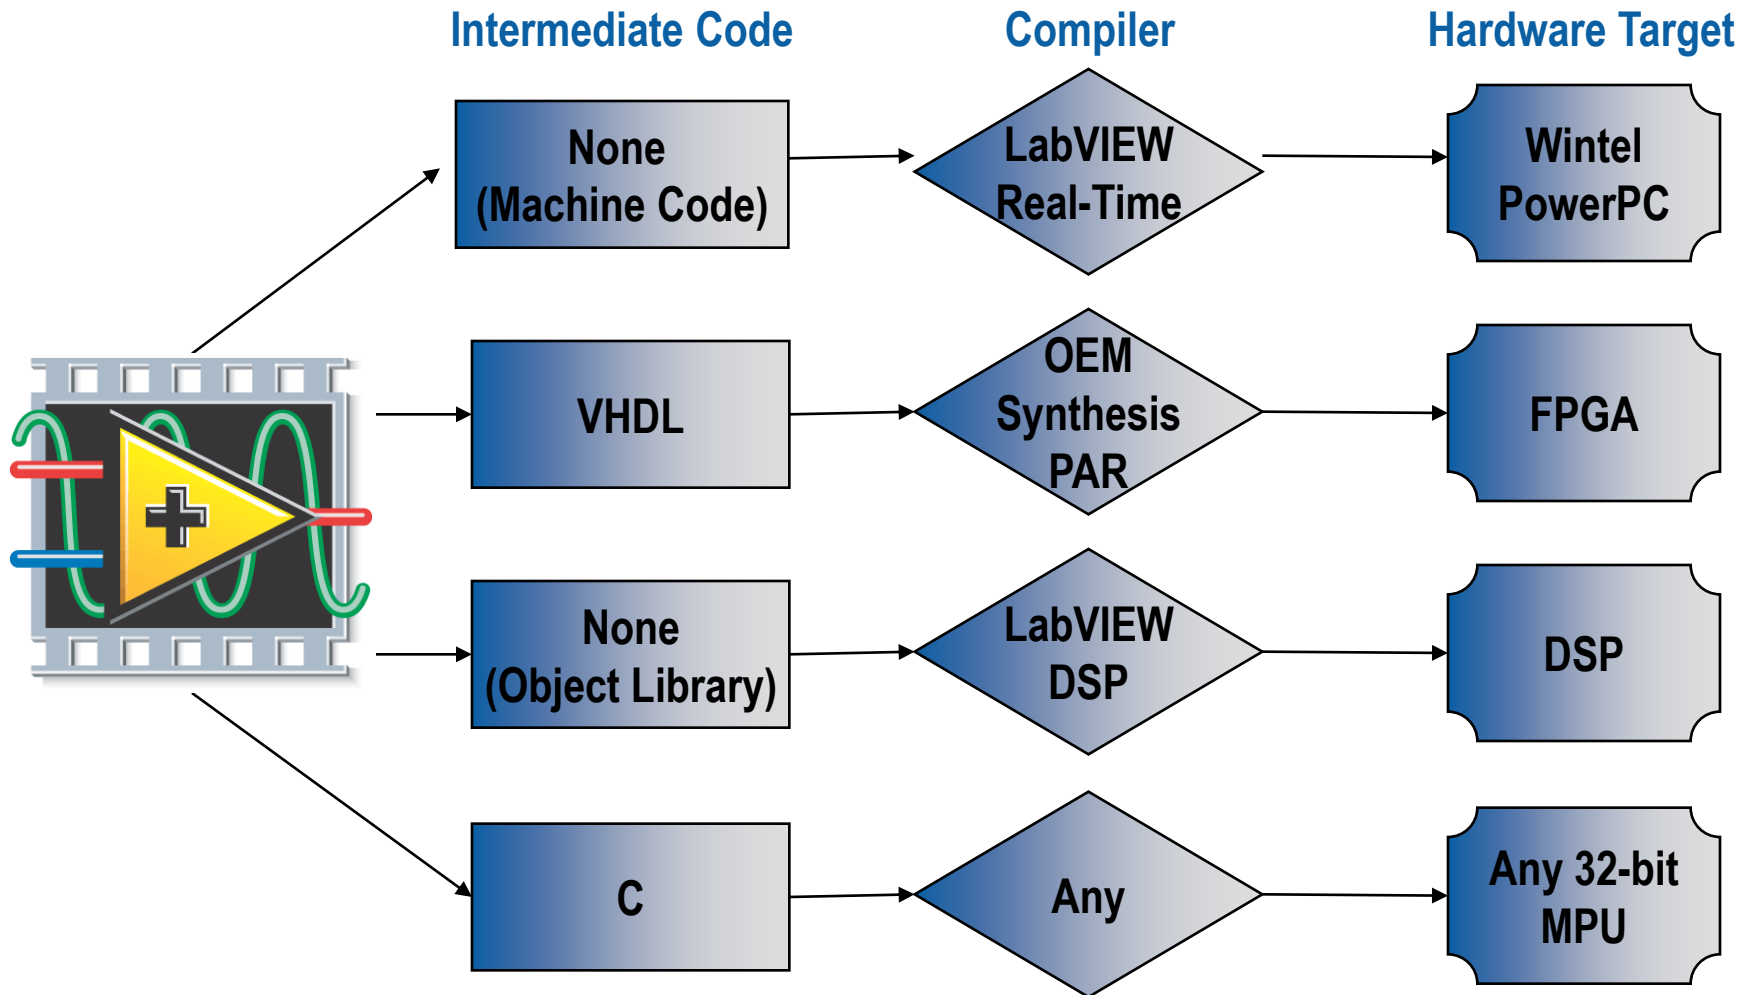 Intermediate Code
Compiler
Hardware Target
None
(Machine Code)
LabVIEW
Real-Time
Wintel
PowerPC
VHDL
OEM
Synthesis
PAR
FPGA
None
(Object Library)
LabVIEW
DSP
DSP
C
Any
Any 32-bit
MPU